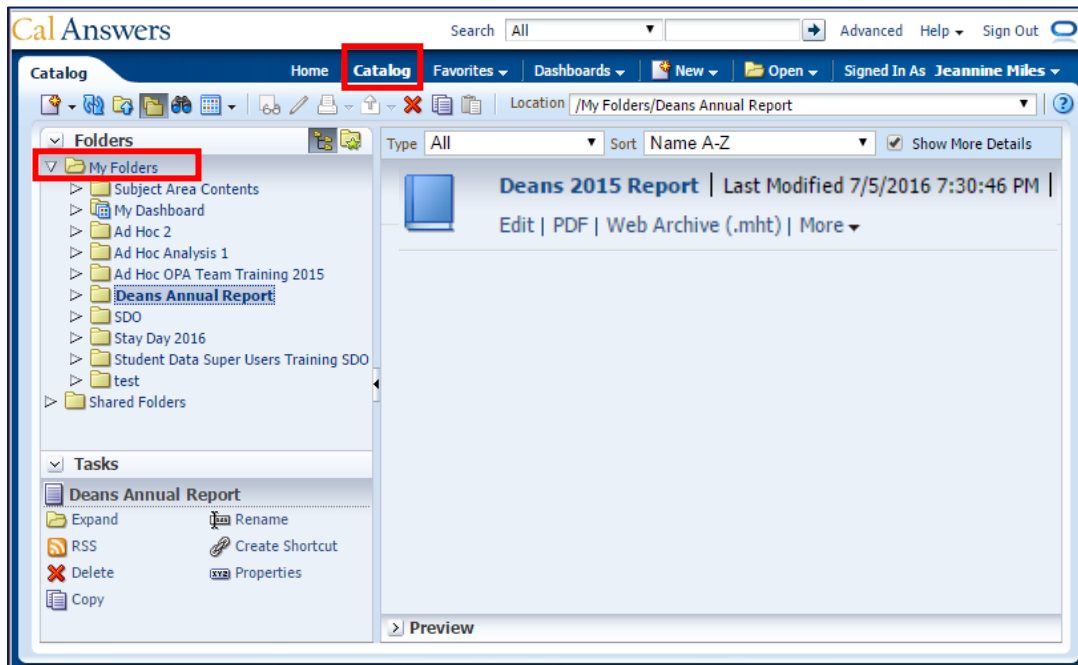 Cal Answers
Search All Advanced Help Sign Out
Catalog Home Catalog Favorites Dashboards New Open Signed In As Jeannine Miles
Location /My Folders/Deans Annual Report
Folders
My Folders
Subject Area Contents
My Dashboard
Ad Hoc 2
Ad Hoc Analysis 1
Ad Hoc OPA Team Training 2015
Deans Annual Report
SDO
Stay Day 2016
Student Data Super Users Training SDO
test
Shared Folders
Tasks
Deans Annual Report
Expand Rename
RSS Create Shortcut
Delete Properties
Copy
Type All Sort Name A-Z Show More Details
Deans 2015 Report | Last Modified 7/5/2016 7:30:46 PM |
Edit | PDF | Web Archive (.mht) | More
Preview